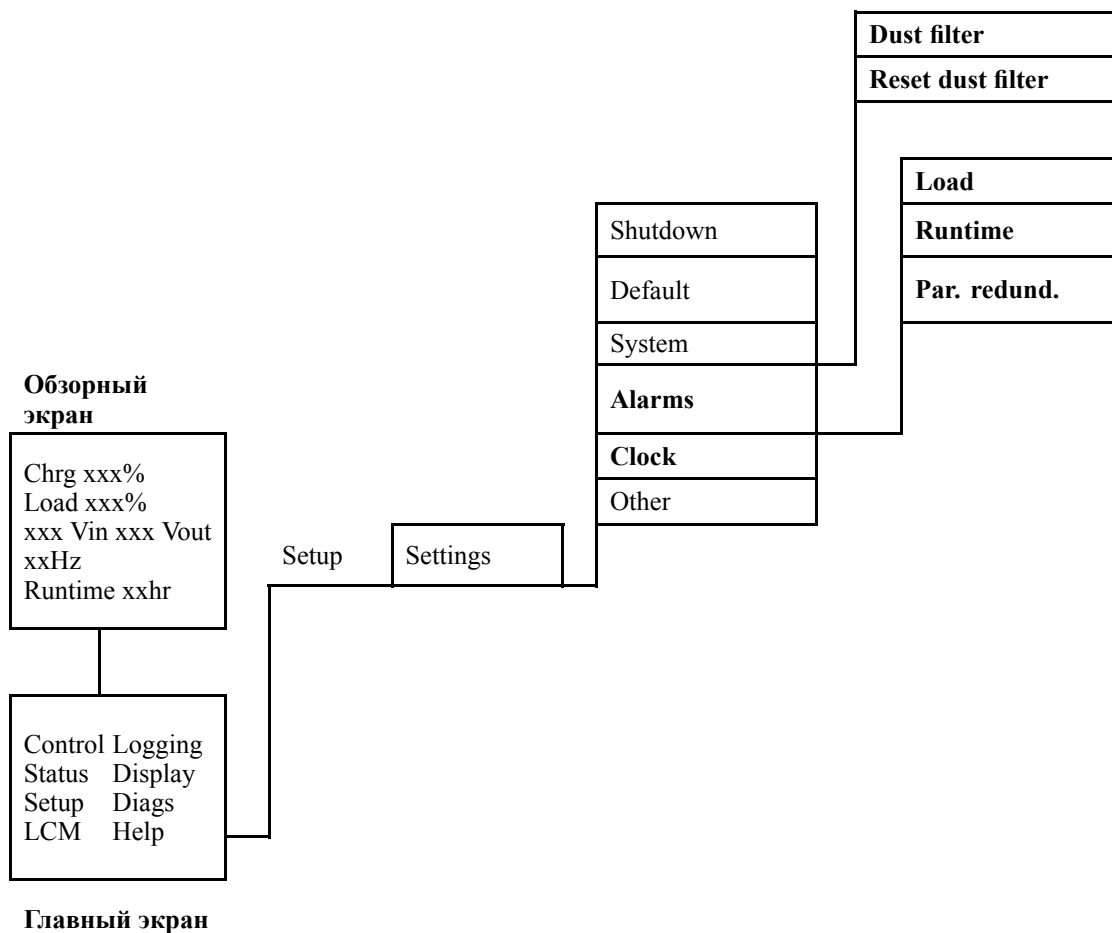 Dust filter
Reset dust filter
Load
Runtime
Par. redund.
Shutdown
Default
System
Alarms
Clock
Other
Обзорный
экран
Chrg xxx%
Load xxx%
xxx Vin xxx Vout
xxHz
Runtime xxhr
Setup
Settings
Control Logging
Status Display
Setup Diags
LCM Help
Главный экран